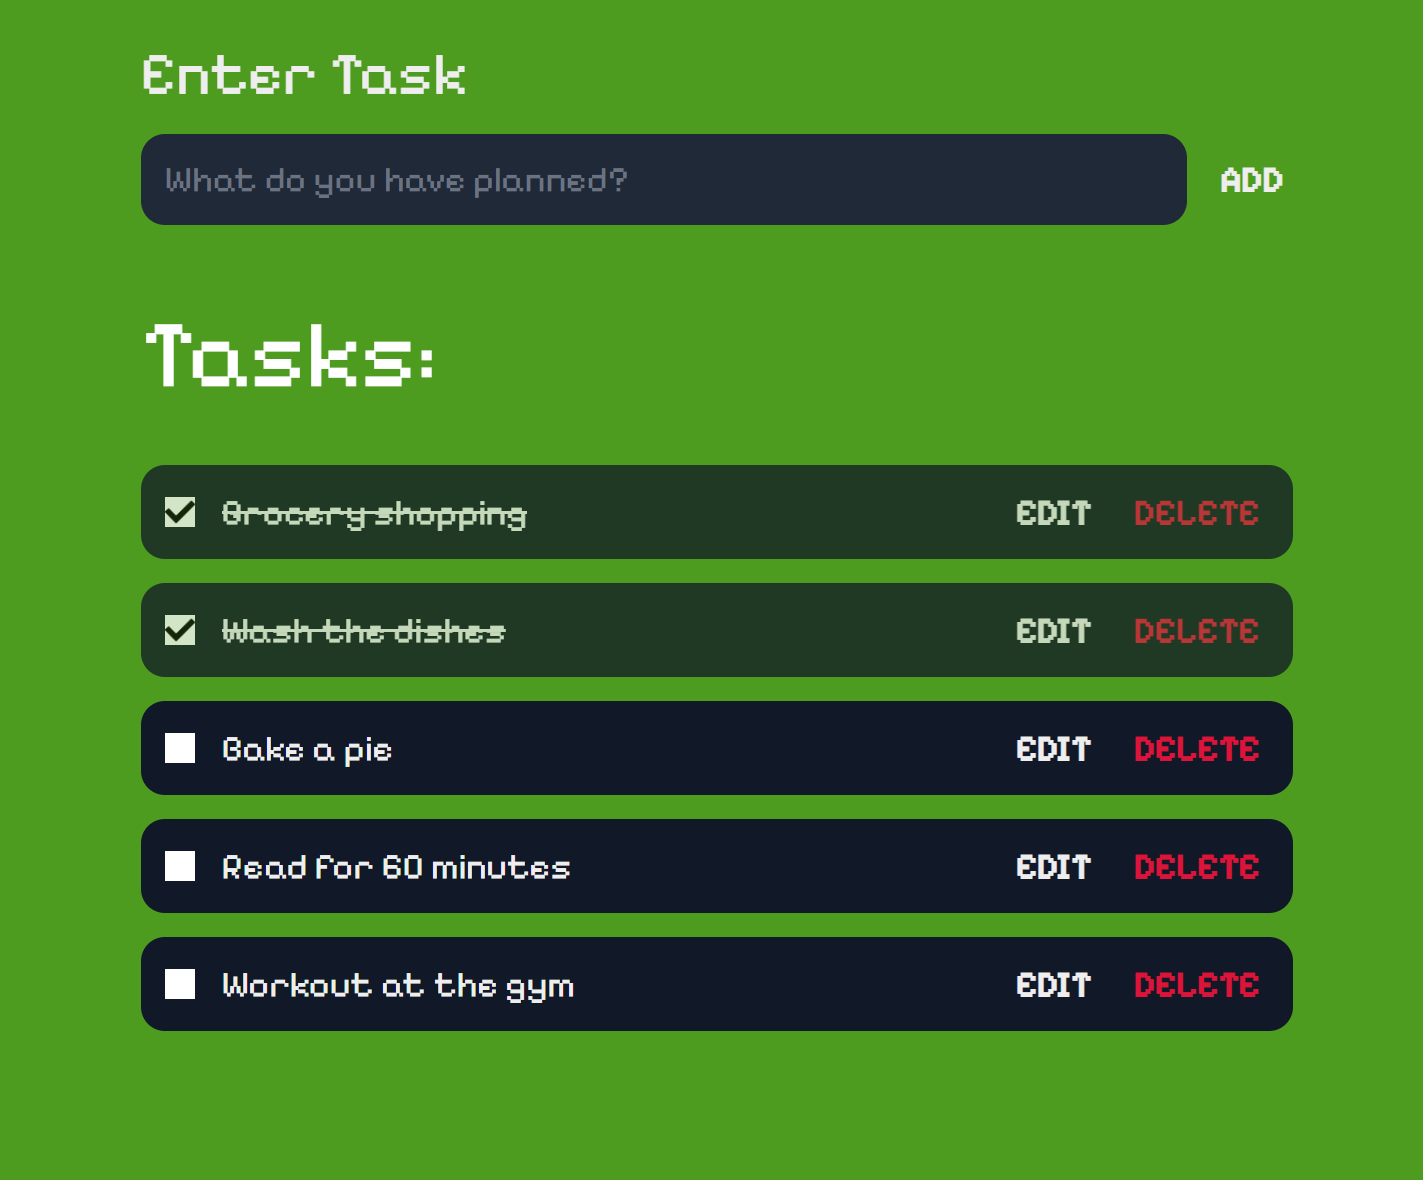 Enter Task
What do you have planned? ADD
Tasks:
Grocery shopping EDIT DELETE
Wash the dishes EDIT DELETE
Bake a pie EDIT DELETE
Read for 60 minutes EDIT DELETE
Workout at the gym EDIT DELETE